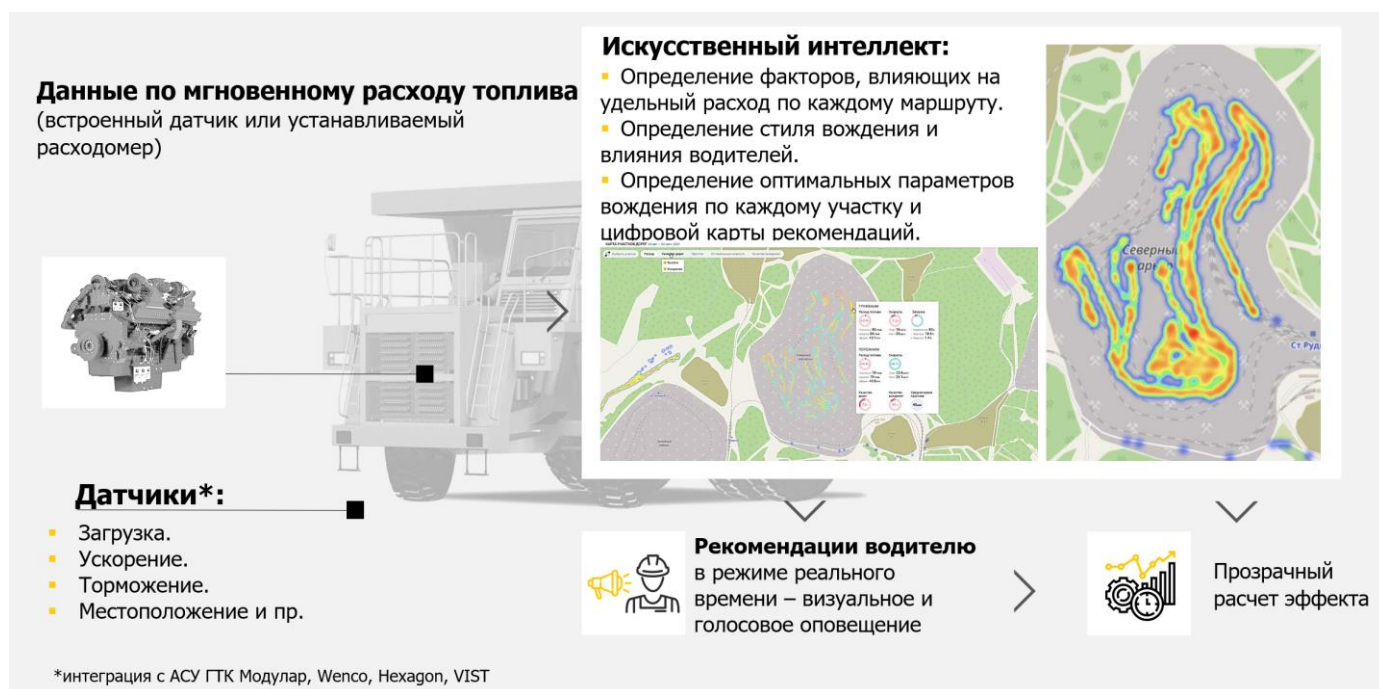 Данные по мгновенному расходу топлива
(встроенный датчик или устанавливаемый
расходомер)
Датчики*:
Загрузка.
Ускорение.
Торможение.
Местоположение и пр.
Искусственный интеллект:
Определение факторов, влияющих на
удельный расход по каждому маршруту.
Определение стиля вождения и
влияния водителей.
Определение оптимальных параметров
вождения по каждому участку и
цифровой карты рекомендаций.
КАРТА УЧАСТКОВ ДОРОГ
Северный
Ст Руд
Рекомендации водителю
в режиме реального
времени – визуальное и
голосовое оповещение
Прозрачный
расчет эффекта
*интеграция с АСУ ГТК Модулар, Wenco, Hexagon, VIST